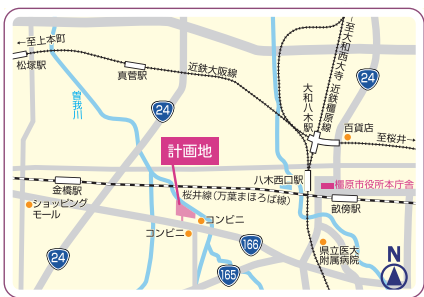 ←至上本町
松塚駅
真菅駅
近鉄大阪線
曽我川
24
至大和西大寺
近鉄橿原線
24
大和八木駅
百貨店
至桜井→
計画地
八木西口駅
橿原市役所本庁舎
金橋駅
桜井線(万葉まほろば線)
畝傍駅
ショッピング
モール
コンビニ
コンビニ
166
県立医大
附属病院
24
165
N